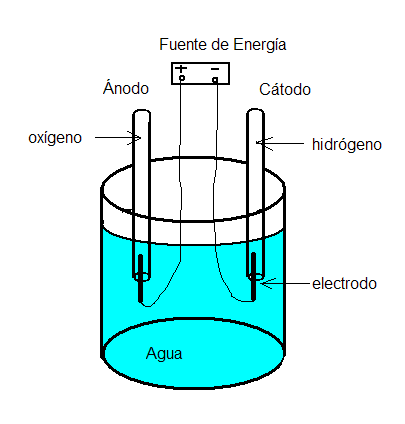 Fuente de Energía
+ −
Ánodo
Cátodo
oxígeno
hidrógeno
electrodo
Agua